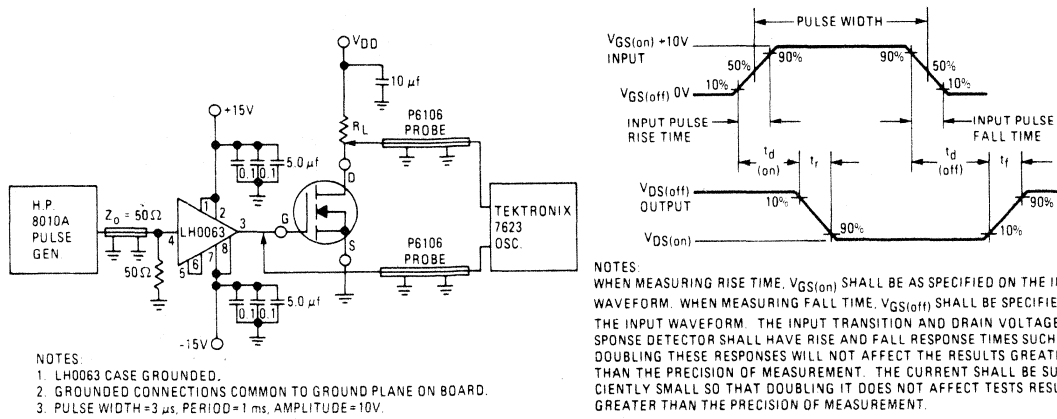 VDD
10 µf
+15V
RL
P6106
PROBE
5.0 µf
0.1 0.1
D
H.P.
8010A
PULSE
GEN
Zo = 50Ω
1
2
LH0063
4
3
G
TEKTRONIX
7623
OSC.
50Ω
5
6
7
8
S
P6106
PROBE
5.0 µf
0.1 0.1
-15V
NOTES:
1. LH0063 CASE GROUNDED.
2. GROUNDED CONNECTIONS COMMON TO GROUND PLANE ON BOARD.
3. PULSE WIDTH = 3 µs, PERIOD = 1 ms, AMPLITUDE = 10V.
PULSE WIDTH
VGS(on) +10V
INPUT
90%
90%
50%
50%
10%
10%
VGS(off) 0V
INPUT PULSE
RISE TIME
INPUT PULSE
FALL TIME
td
(on)
tr
td
(off)
tf
VDS(off)
OUTPUT
10%
90%
90%
10%
VDS(on)
NOTES:
WHEN MEASURING RISE TIME, VGS(on) SHALL BE AS SPECIFIED ON THE I
WAVEFORM. WHEN MEASURING FALL TIME, VGS(off) SHALL BE SPECIFIE
THE INPUT WAVEFORM. THE INPUT TRANSITION AND DRAIN VOLTAGE
SPONSE DETECTOR SHALL HAVE RISE AND FALL RESPONSE TIMES SUCH
DOUBLING THESE RESPONSES WILL NOT AFFECT THE RESULTS GREAT
THAN THE PRECISION OF MEASUREMENT. THE CURRENT SHALL BE SU
CIENTLY SMALL SO THAT DOUBLING IT DOES NOT AFFECT TESTS RESU
GREATER THAN THE PRECISION OF MEASUREMENT.